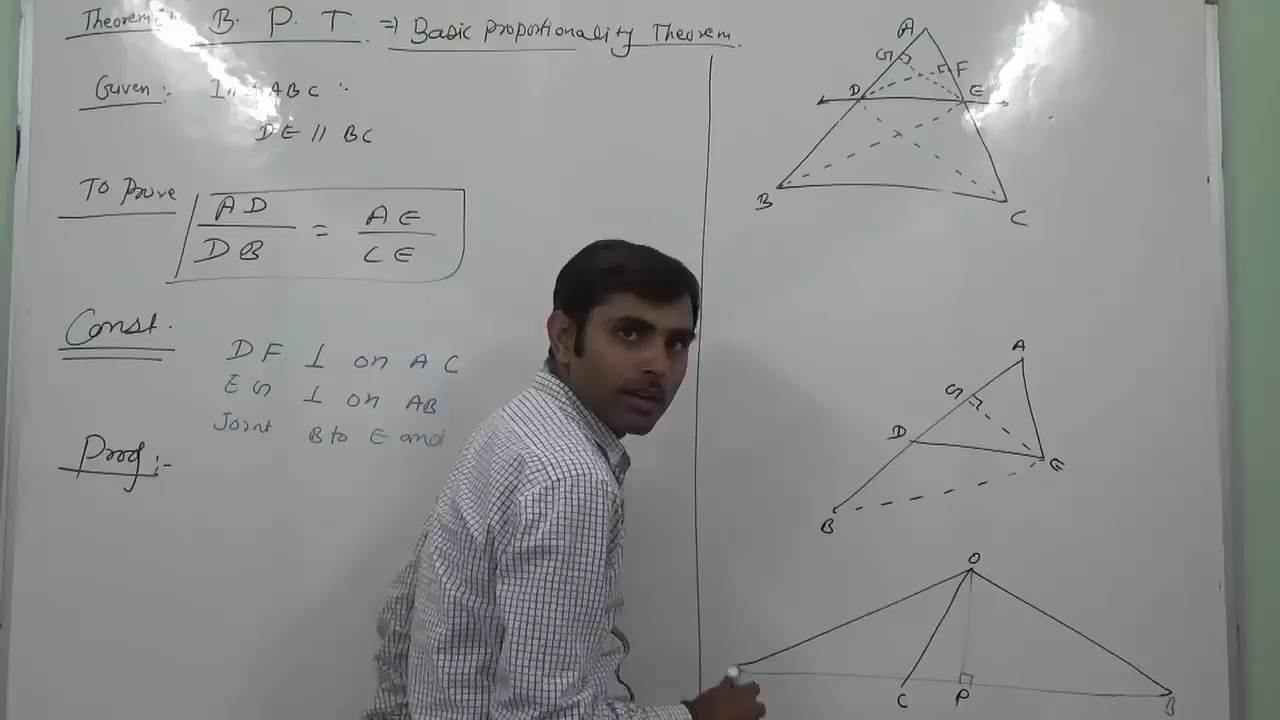 Theorem B. P. T. ⇒ Basic Proportionality Theorem.
Given :- ABC :-
DE // BC
To Prove
AD / DB = AE / CE
Const.
DF ⊥ on AC
EG ⊥ on AB
Joint B to E and
Proof :-
A
G
F
D
E
B
C
A
G
D
E
B
O
C
P
B